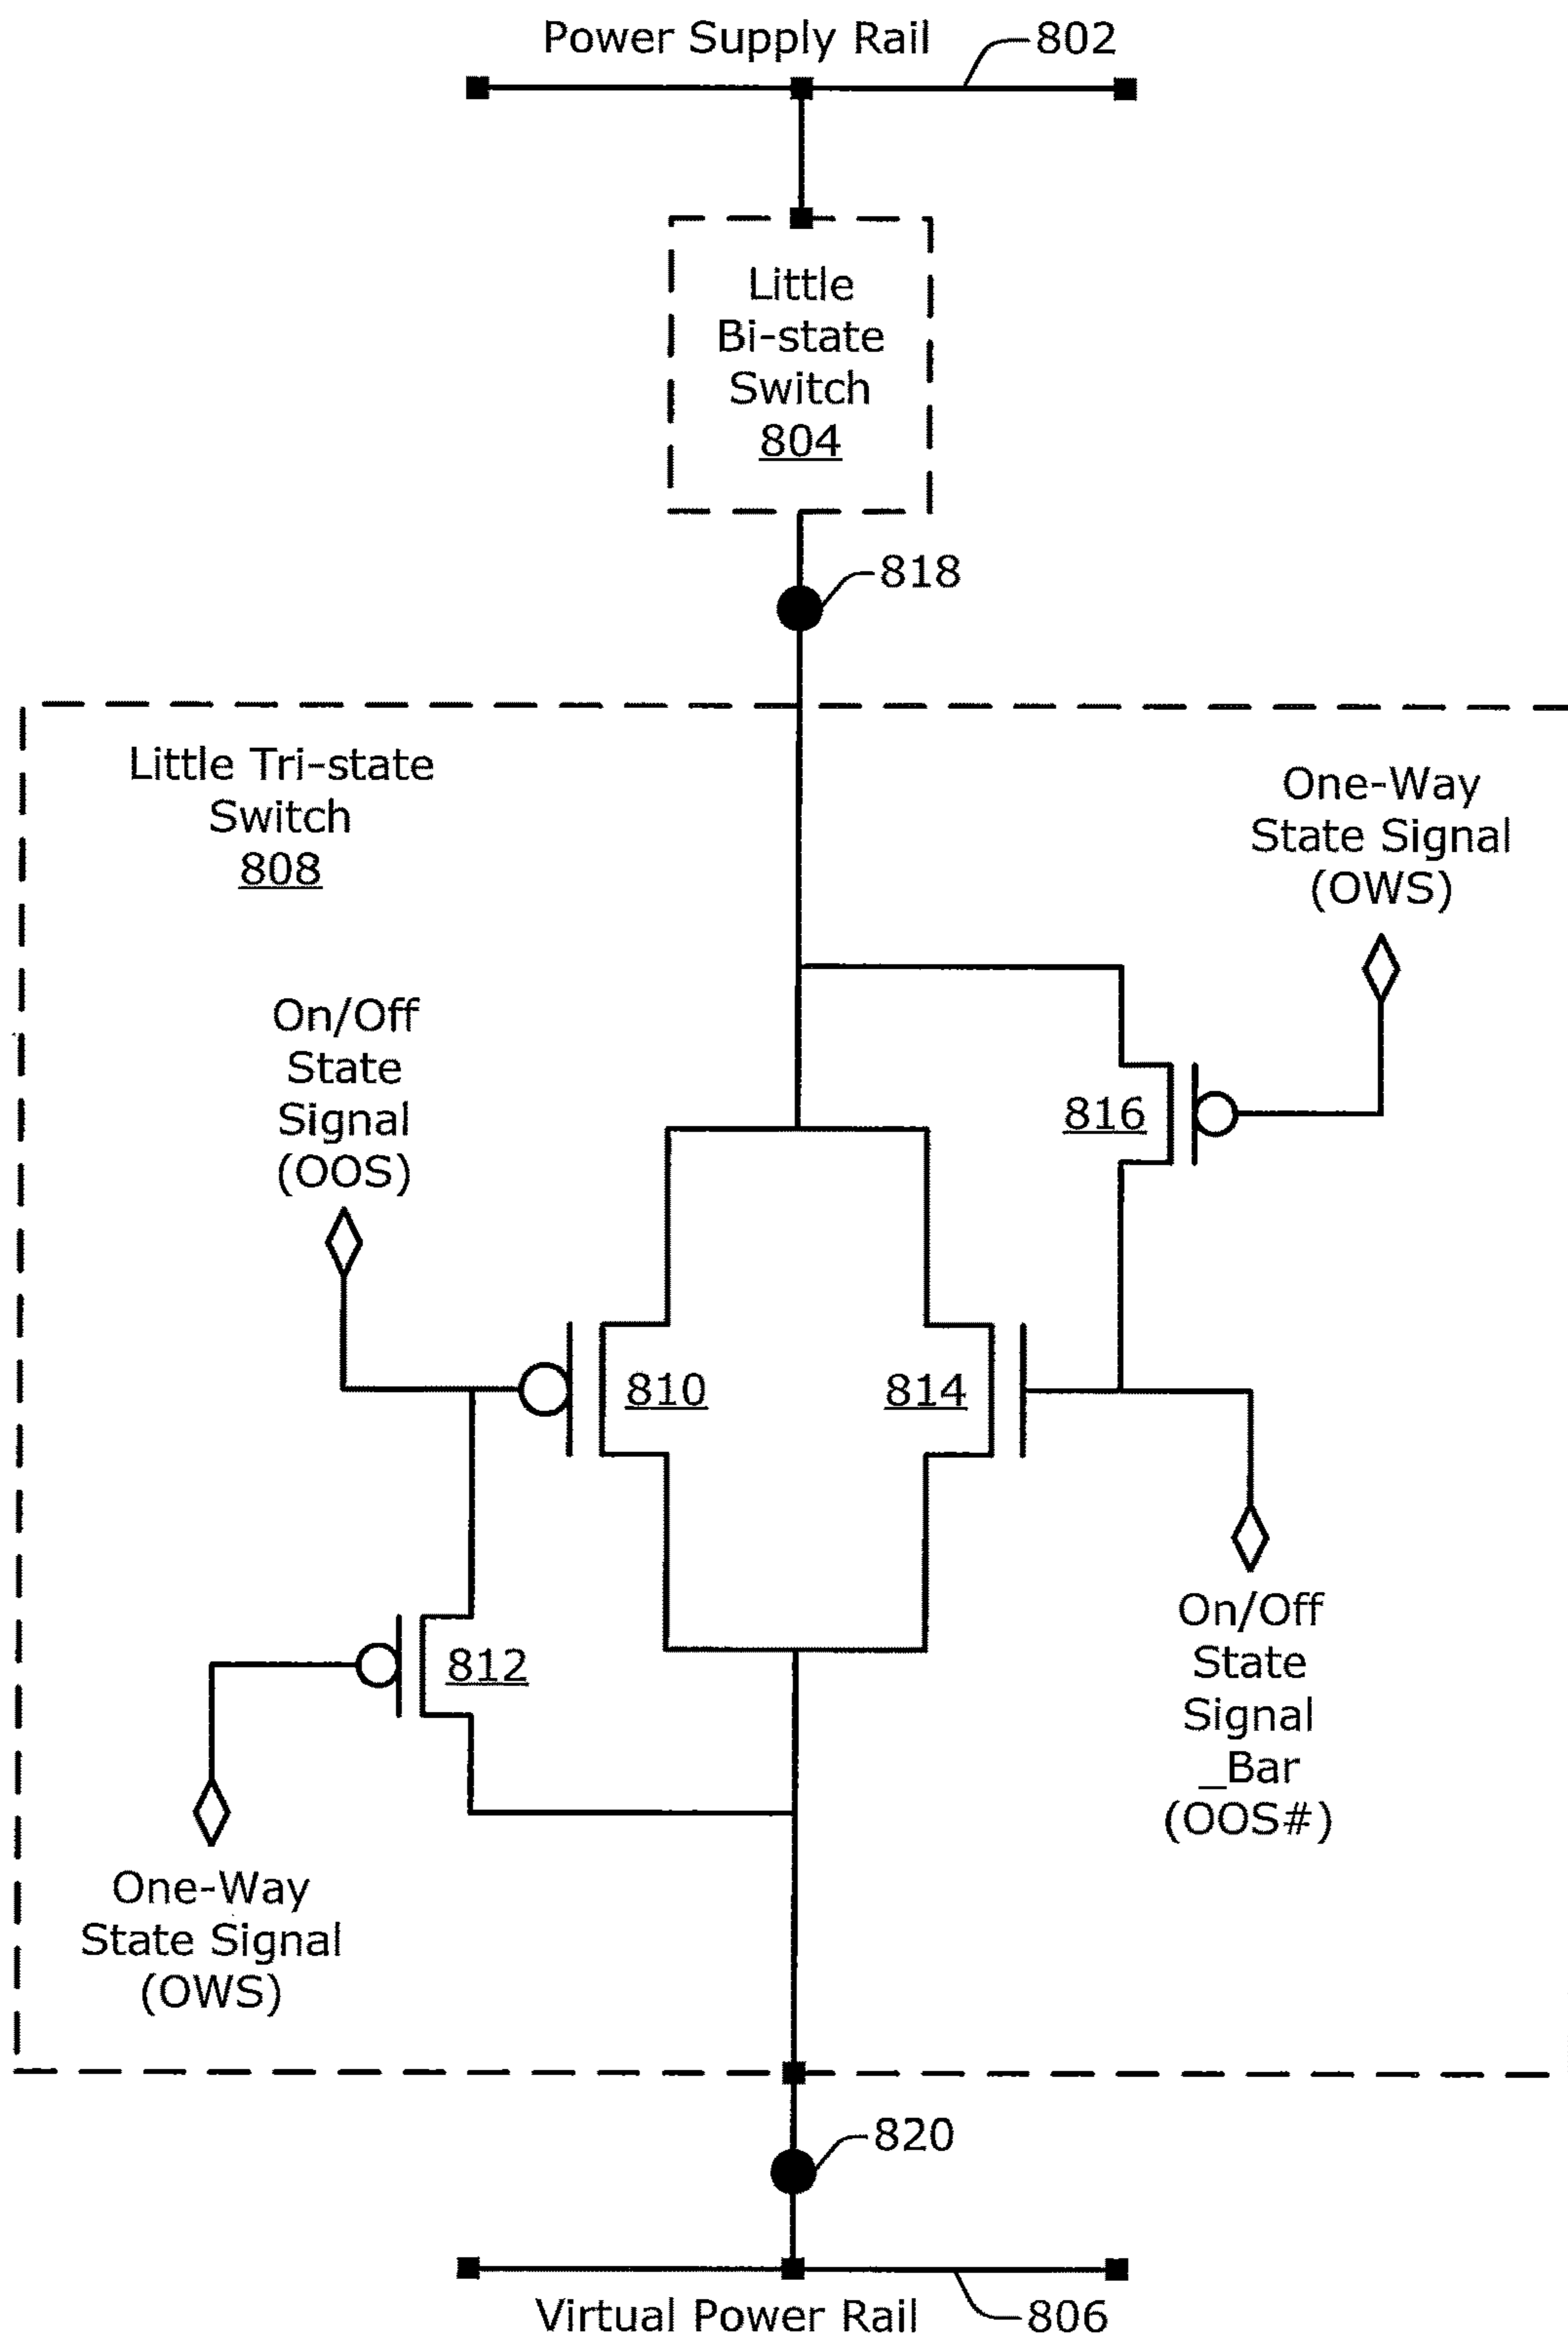 Power Supply Rail
802
Little
Bi-state
Switch
804
818
Little Tri-state
Switch
808
One-Way
State Signal
(OWS)
On/Off
State
Signal
(OOS)
816
810
814
812
On/Off
State
Signal
_Bar
(OOS#)
One-Way
State Signal
(OWS)
820
Virtual Power Rail
806